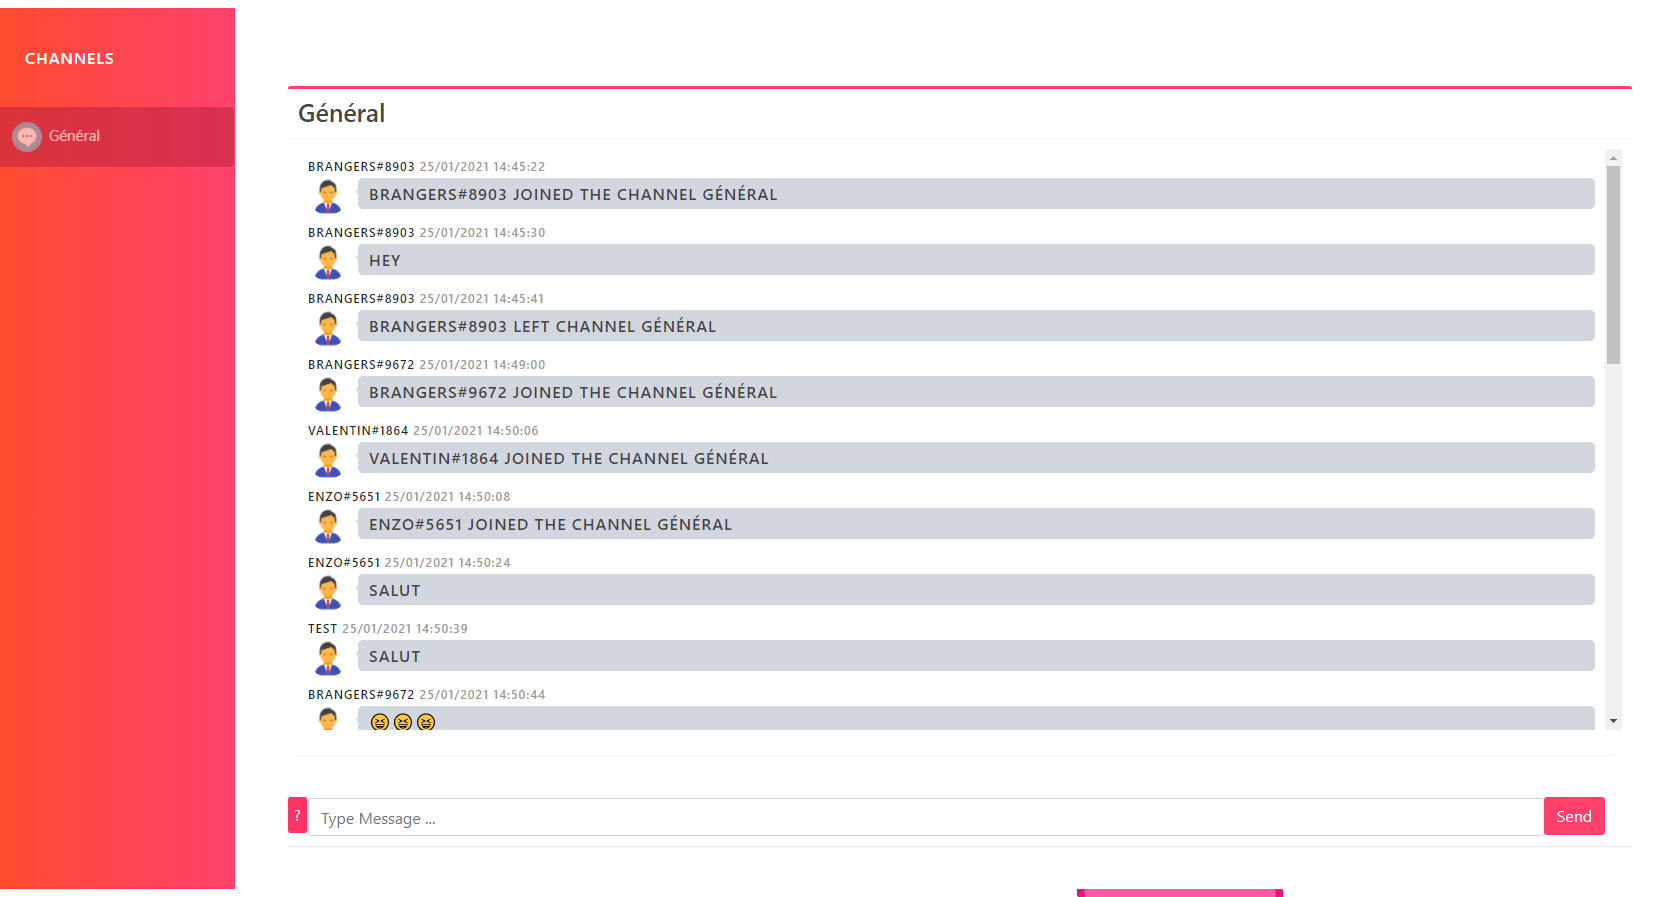 CHANNELS
Général
Général
BRANGERS#8903 25/01/2021 14:45:22
BRANGERS#8903 JOINED THE CHANNEL GÉNÉRAL
BRANGERS#8903 25/01/2021 14:45:30
HEY
BRANGERS#8903 25/01/2021 14:45:41
BRANGERS#8903 LEFT CHANNEL GÉNÉRAL
BRANGERS#9672 25/01/2021 14:49:00
BRANGERS#9672 JOINED THE CHANNEL GÉNÉRAL
VALENTIN#1864 25/01/2021 14:50:06
VALENTIN#1864 JOINED THE CHANNEL GÉNÉRAL
ENZO#5651 25/01/2021 14:50:08
ENZO#5651 JOINED THE CHANNEL GÉNÉRAL
ENZO#5651 25/01/2021 14:50:24
SALUT
TEST 25/01/2021 14:50:39
SALUT
BRANGERS#9672 25/01/2021 14:50:44
😆 😆 😆
? Type Message ... Send